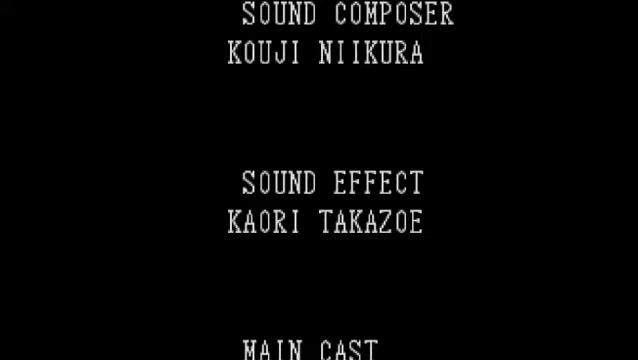 SOUND COMPOSER
KOUJI NIIKURA
SOUND EFFECT
KAORI TAKAZOE
MAIN CAST